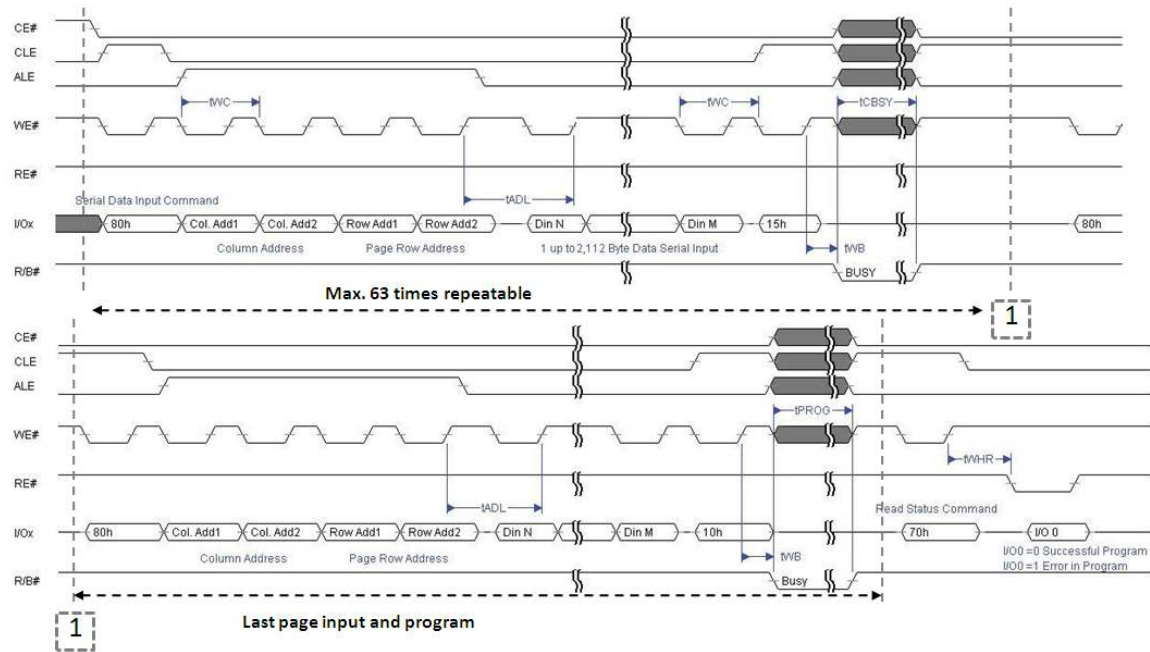 CE#
CLE
ALE
tWC tWC tCBSY
WE#
RE#
tADL
Serial Data Input Command
I/Ox 80h Col. Add1 Col. Add2 Row Add1 Row Add2 Din N Din M 15h 80h
Column Address Page Row Address 1 up to 2,112 Byte Data Serial Input
tWB
R/B# BUSY
Max. 63 times repeatable
1
CE#
CLE
ALE
tPROG
WE#
tWHR
RE#
tADL
Read Status Command
I/Ox 80h Col. Add1 Col. Add2 Row Add1 Row Add2 Din N Din M 10h 70h I/O 0
Column Address Page Row Address
tWB
I/O0 =0 Successful Program
I/O0 =1 Error in Program
R/B# Busy
Last page input and program
1